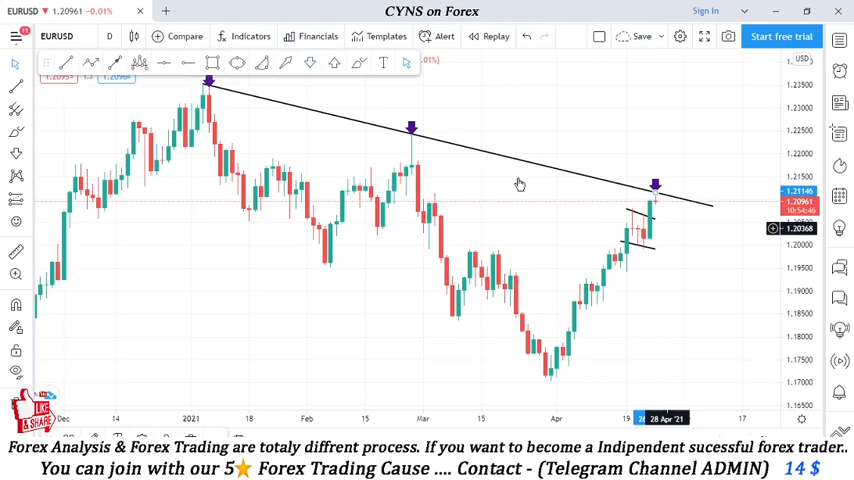 EURUSD ▼ 1.20961 −0.01%
CYNS on Forex
Sign In
11
EURUSD D Compare Indicators Financials Templates Alert Replay Save Start free trial
USD
1.23500
1.23000
1.22500
1.22000
1.21500
1.21146
1.20961
10:54:46
1.20368
1.20000
1.19500
1.19000
1.18500
1.18000
1.17500
1.17000
1.16500
Dec 14 2021 18 Feb 15 Mar 15 Apr 19 28 Apr '21 17
LIKE
& SHARE
Forex Analysis & Forex Trading are totaly diffrent process. If you want to become a Indipendent sucessful forex trader..
You can join with our 5⭐ Forex Trading Cause .... Contact - (Telegram Channel ADMIN) 14 $